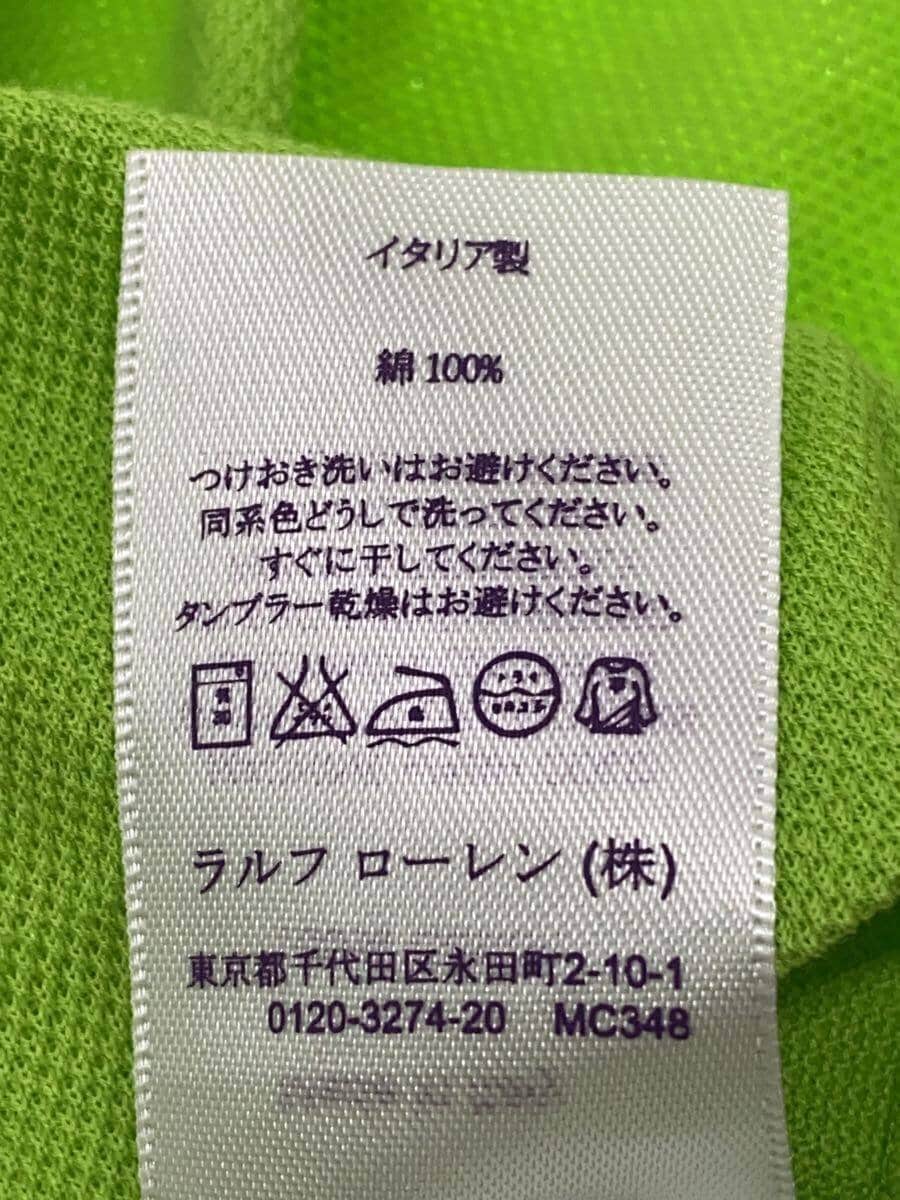 イタリア製
綿 100%
つけおき洗いはお避けください。
同系色どうしで洗ってください。
すぐに干してください。
タンブラー乾燥はお避けください。
ラルフ ローレン (株)
東京都千代田区永田町2-10-1
0120-3274-20 MC348